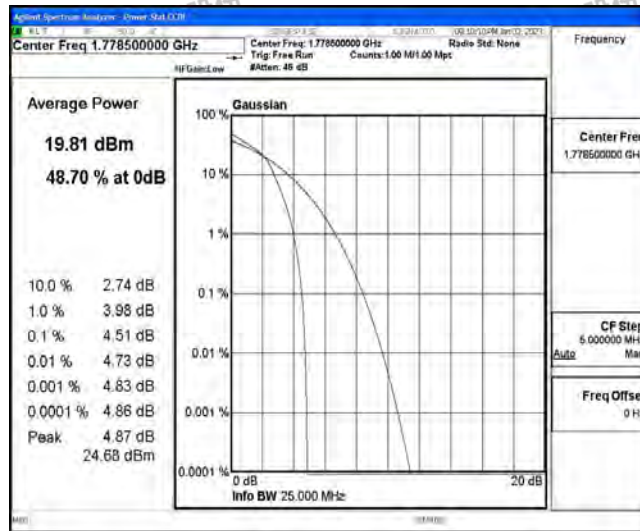 Agilent Spectrum Analyzer - Power Stat CCDF
Center Freq 1.778500000 GHz
Center Freq: 1.778500000 GHz
Radio Std: None
Trig: Free Run
Counts:1.00 M/1.00 Mpt
#IFGain:Low
#Atten: 46 dB
Frequency
Average Power
19.81 dBm
48.70 % at 0dB
10.0 % 2.74 dB
1.0 % 3.98 dB
0.1 % 4.51 dB
0.01 % 4.73 dB
0.001 % 4.83 dB
0.0001 % 4.86 dB
Peak 4.87 dB
24.68 dBm
Gaussian
100 %
10 %
1 %
0.1 %
0.01 %
0.001 %
0.0001 %
0 dB
20 dB
Info BW 25.000 MHz
Center Fre
1.778500000 GH
CF Step
5.000000 MH
Auto Ma
Freq Offse
0 H